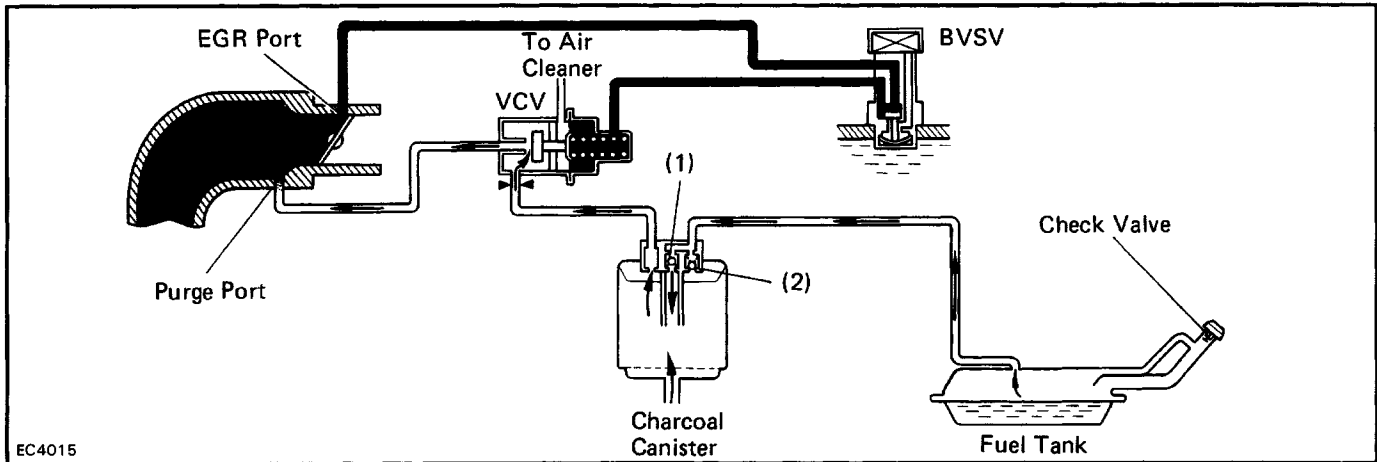 EGR Port
To Air
Cleaner
BVSV
VCV
(1)
Check Valve
(2)
Purge Port
Charcoal
Canister
Fuel Tank
EC4015